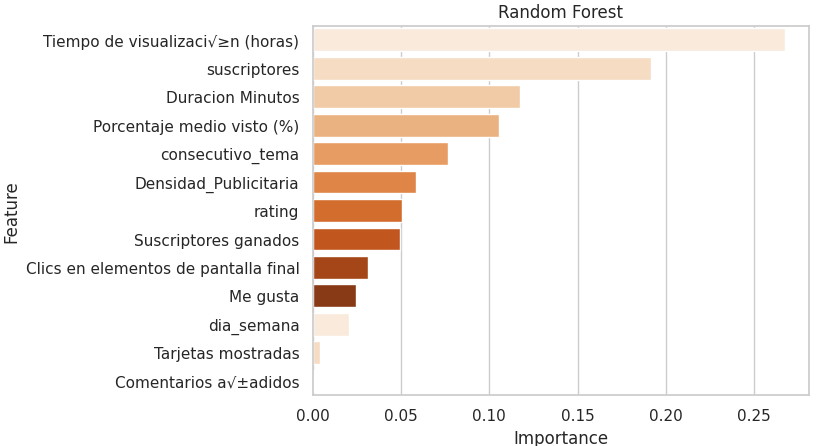 Random Forest
Feature
Tiempo de visualizaci√≥n (horas)
suscriptores
Duracion Minutos
Porcentaje medio visto (%)
consecutivo_tema
Densidad_Publicitaria
rating
Suscriptores ganados
Clics en elementos de pantalla final
Me gusta
dia_semana
Tarjetas mostradas
Comentarios a√±adidos
0.00 0.05 0.10 0.15 0.20 0.25
Importance